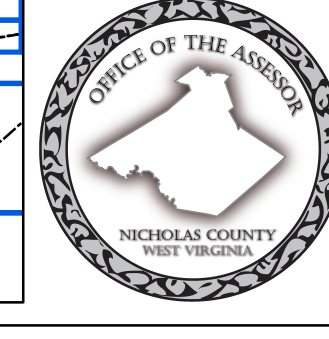 OFFICE OF THE ASSESSOR
NICHOLAS COUNTY
WEST VIRGINIA